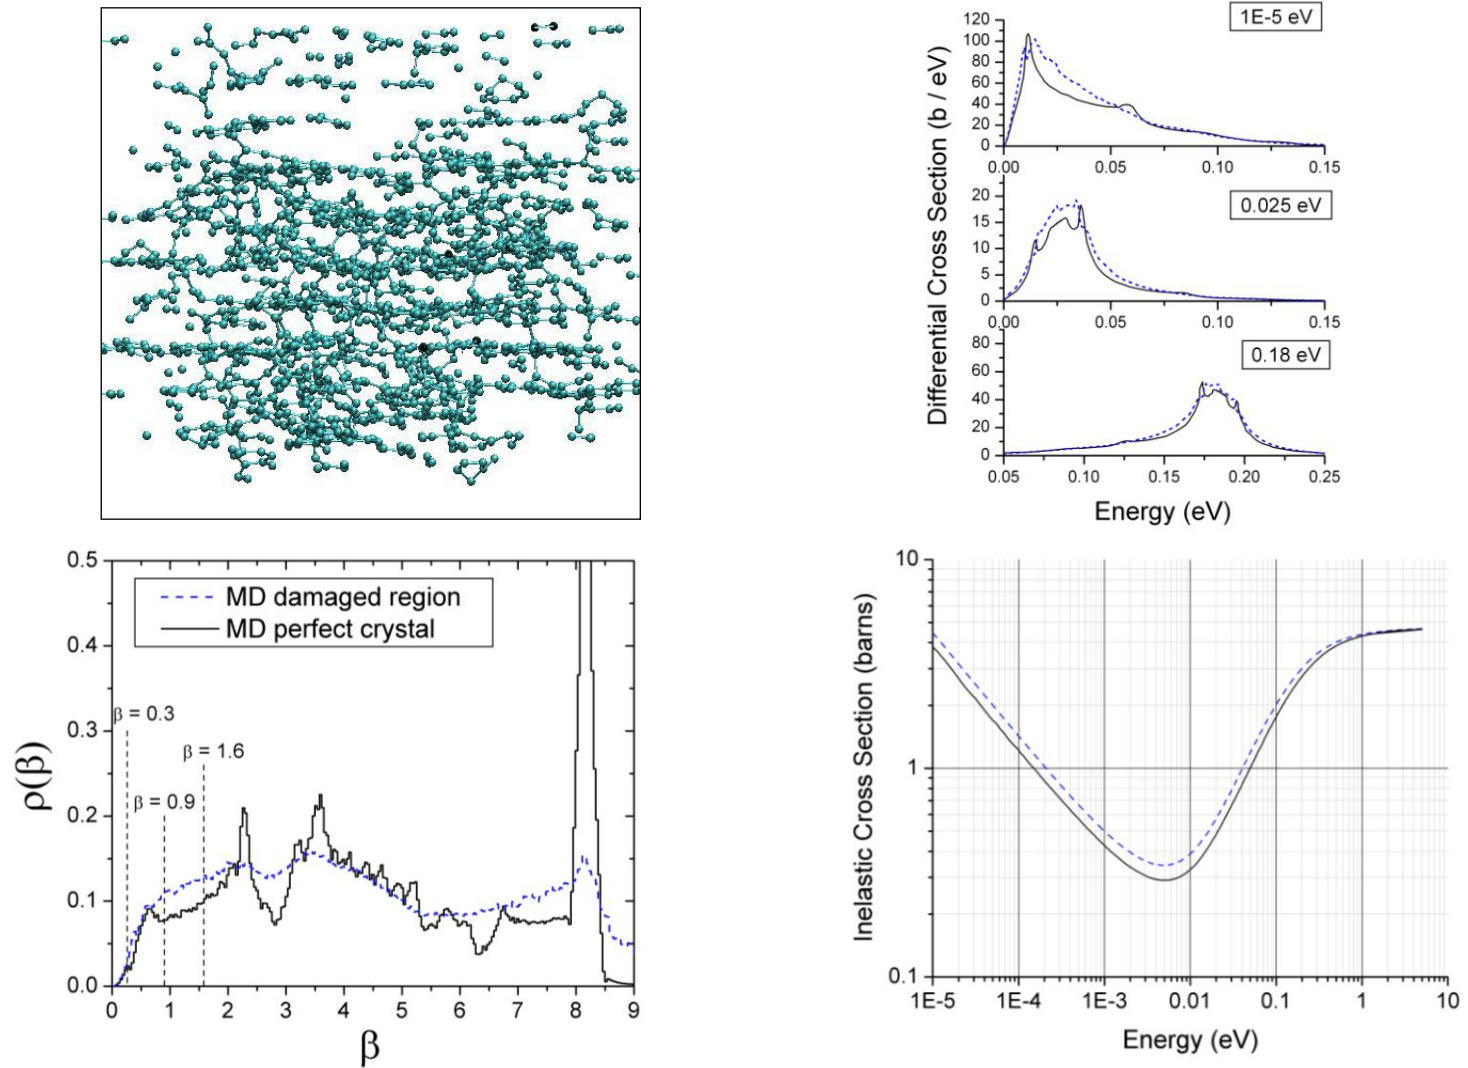 Differential Cross Section (b / eV)
1E-5 eV
120
100
80
60
40
20
0
0.00 0.05 0.10 0.15
0.025 eV
20
15
10
5
0
0.00 0.05 0.10 0.15
0.18 eV
80
60
40
20
0
0.05 0.10 0.15 0.20 0.25
Energy (eV)
ρ(β)
0.5
0.4
0.3
0.2
0.1
0.0
MD damaged region
MD perfect crystal
β = 0.3
β = 1.6
β = 0.9
0 1 2 3 4 5 6 7 8 9
β
Inelastic Cross Section (barns)
10
1
0.1
1E-5 1E-4 1E-3 0.01 0.1 1 10
Energy (eV)